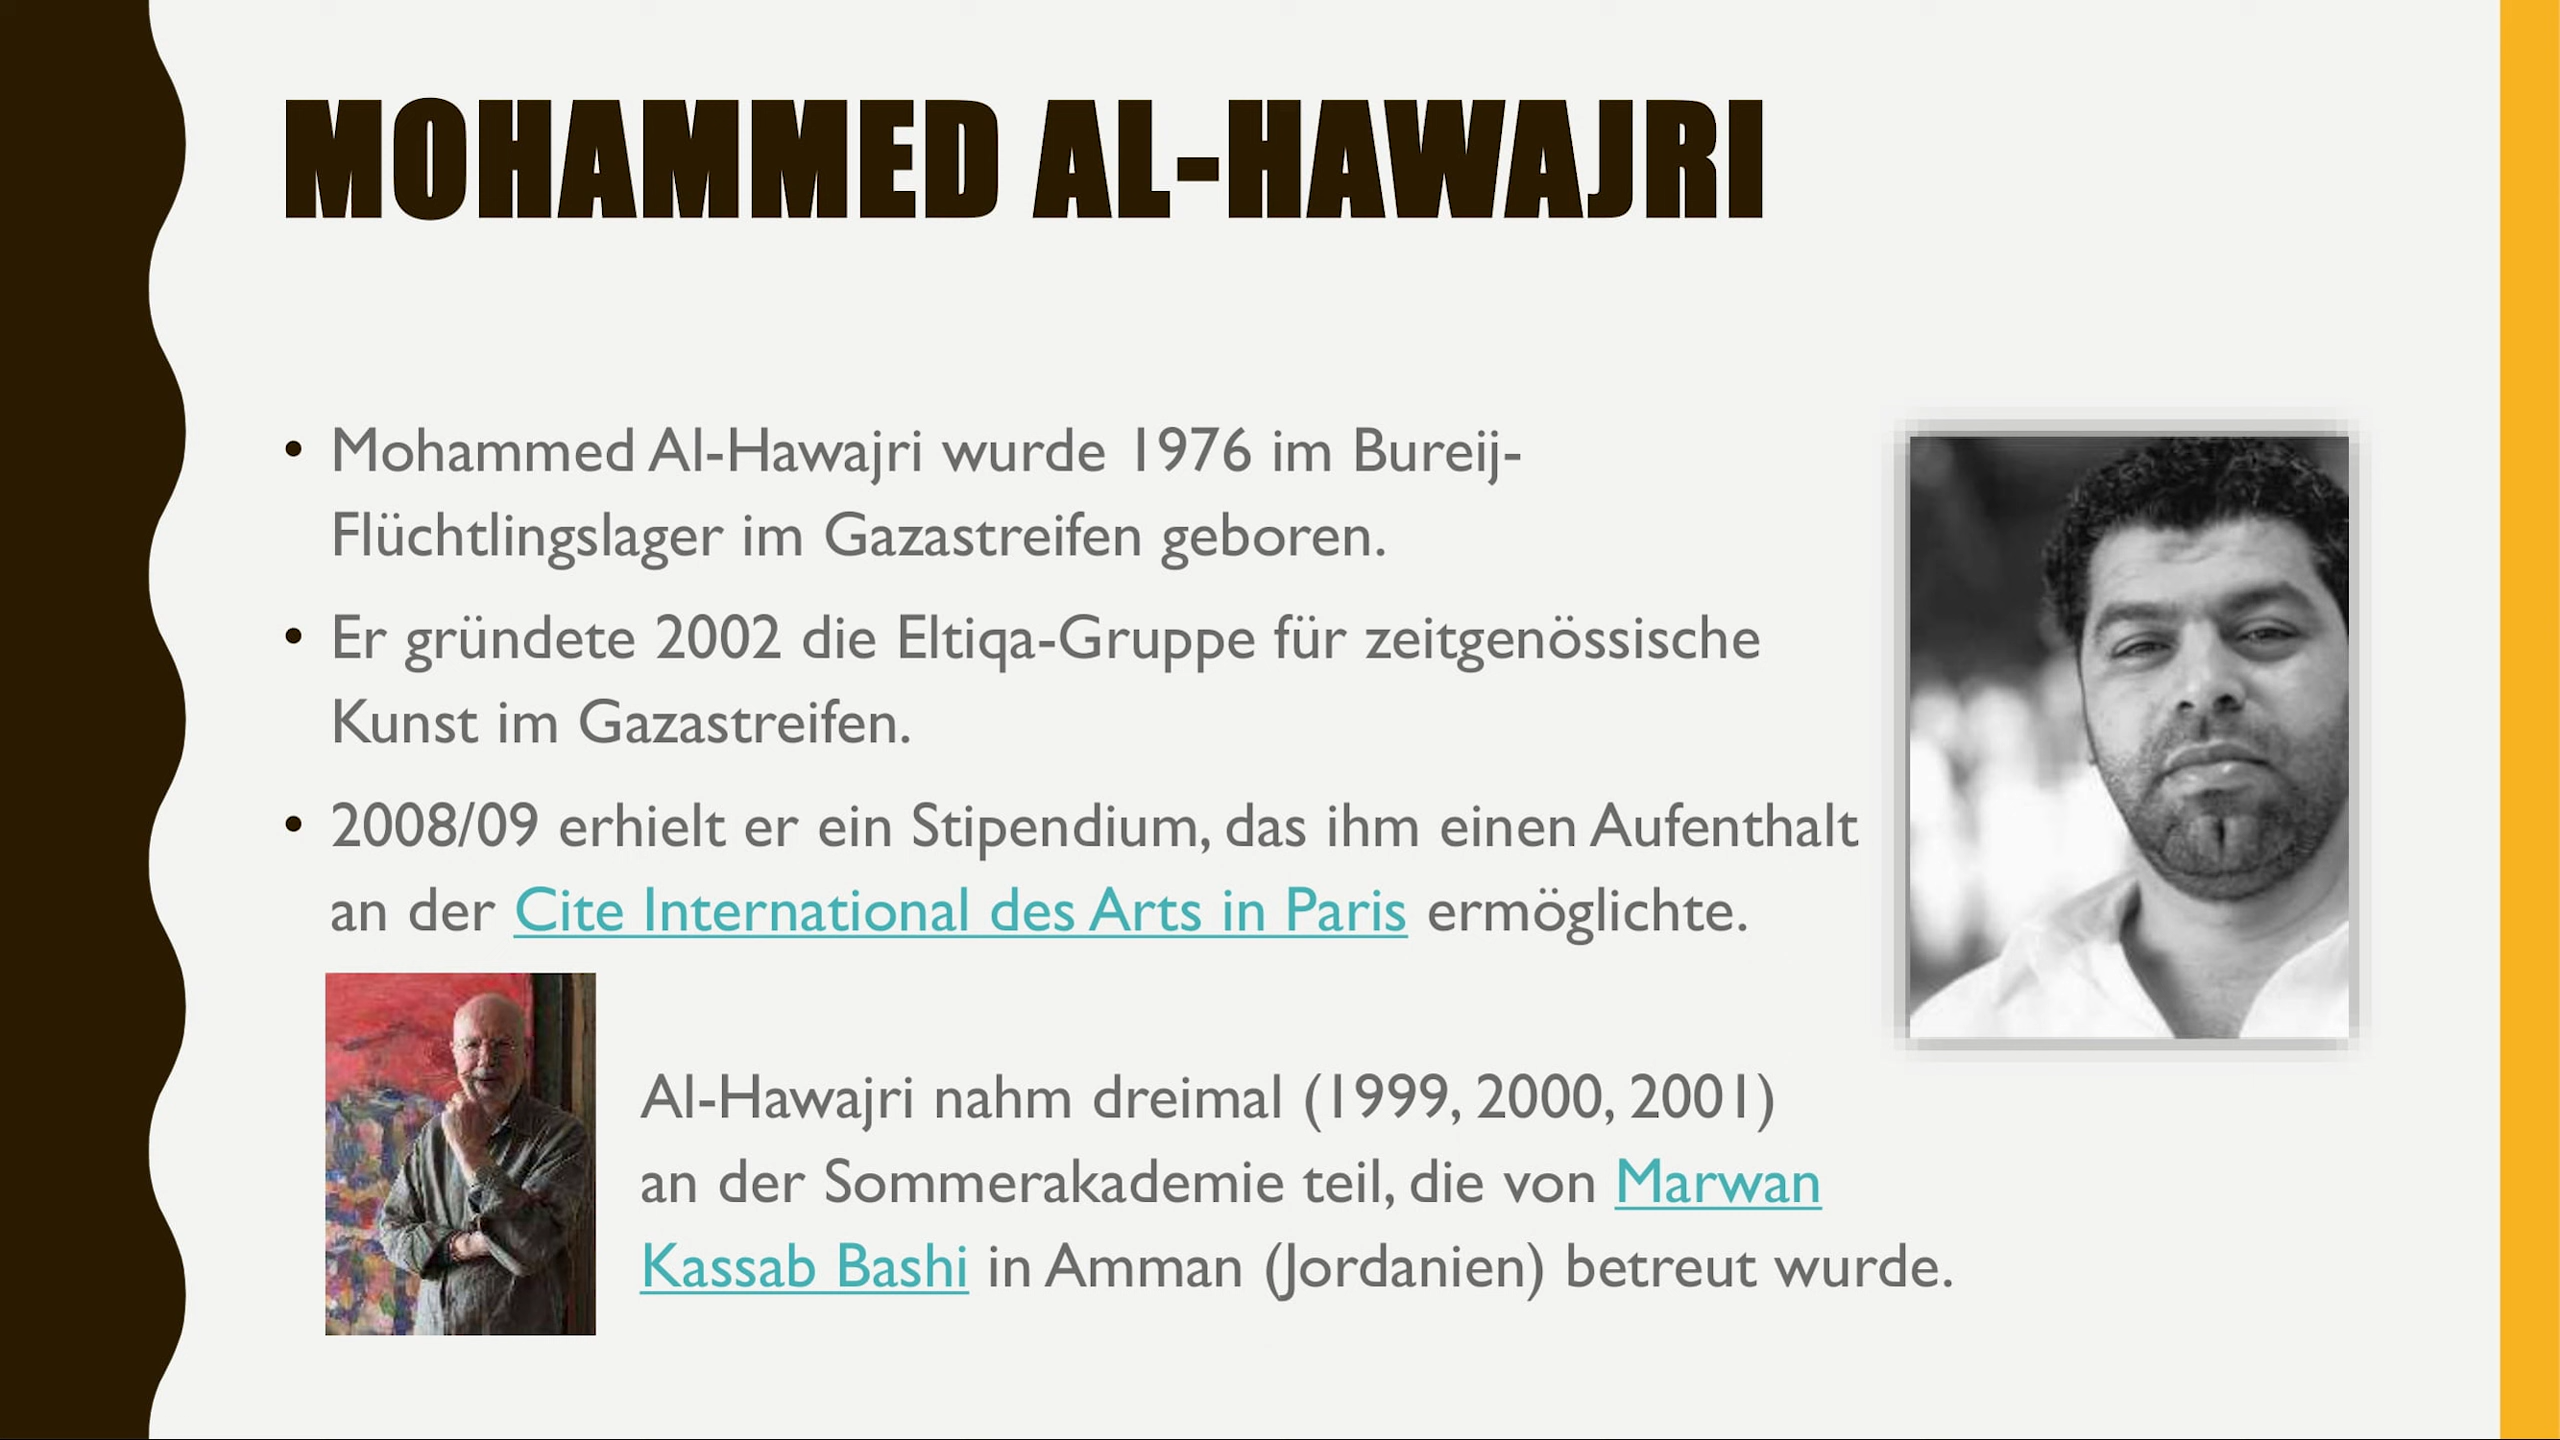 MOHAMMED AL-HAWAJRI
• Mohammed Al-Hawajri wurde 1976 im Bureij-
Flüchtlingslager im Gazastreifen geboren.
• Er gründete 2002 die Eltiqa-Gruppe für zeitgenössische
Kunst im Gazastreifen.
• 2008/09 erhielt er ein Stipendium, das ihm einen Aufenthalt
an der Cite International des Arts in Paris ermöglichte.
Al-Hawajri nahm dreimal (1999, 2000, 2001)
an der Sommerakademie teil, die von Marwan
Kassab Bashi in Amman (Jordanien) betreut wurde.